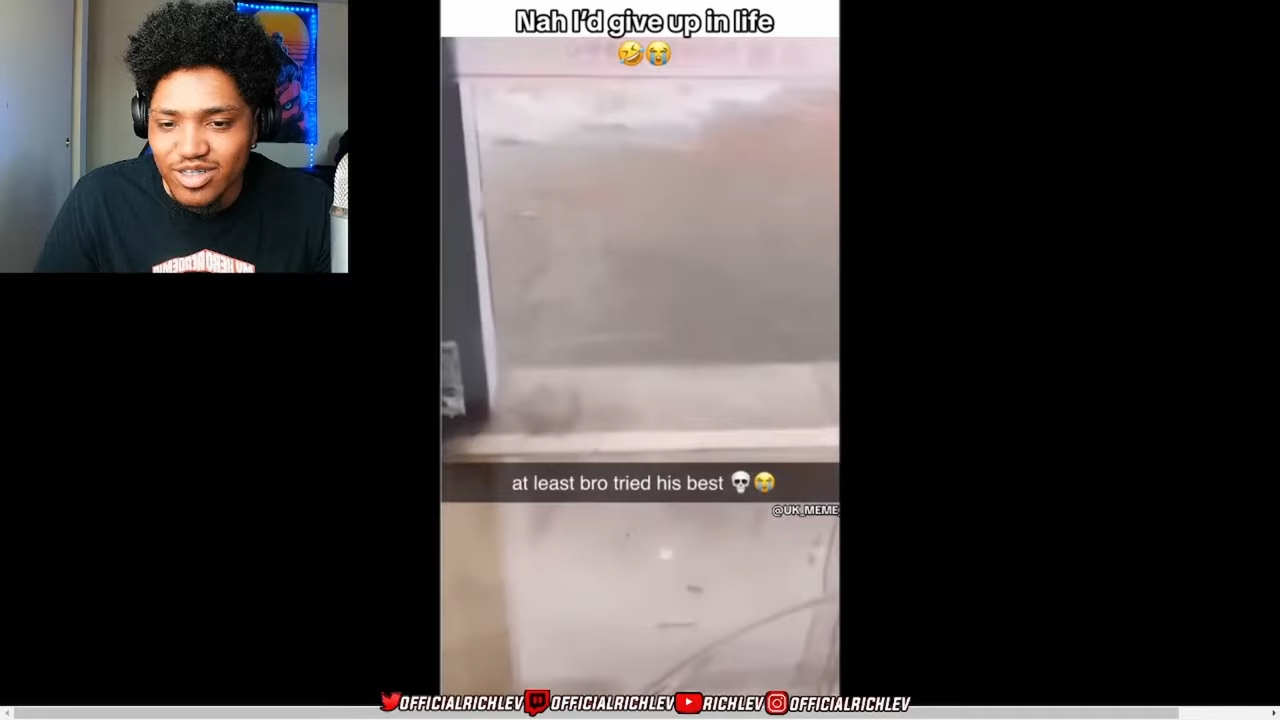 Nah I'd give up in life
🤣😭
at least bro tried his best 💀😭
@UK_MEME
OFFICIALRICHLEV OFFICIALRICHLEV RICHLEV OFFICIALRICHLEV